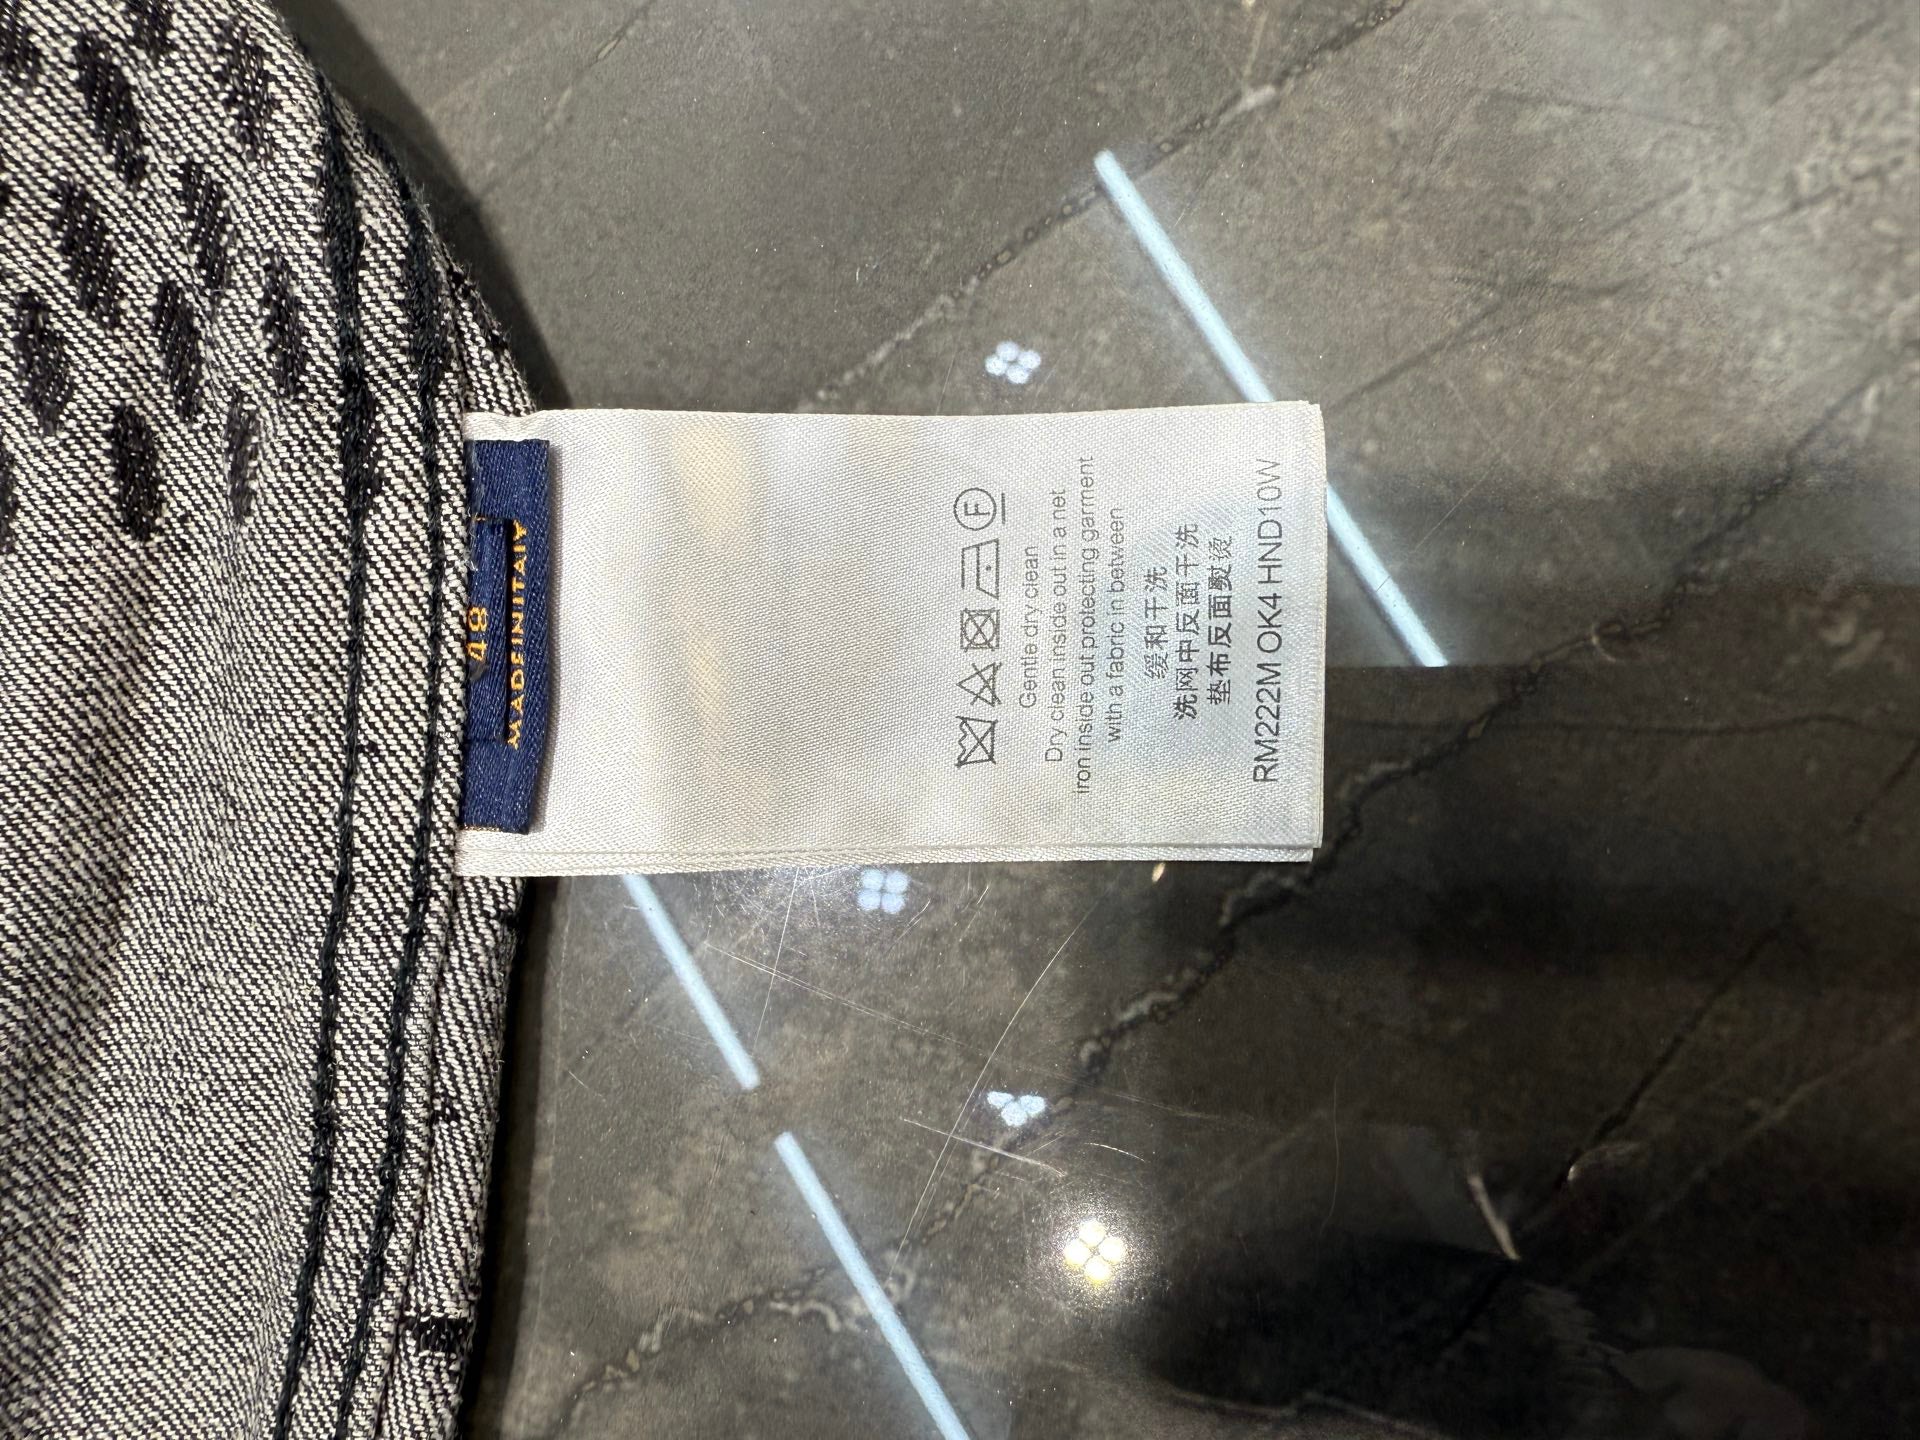 48
MADE IN ITALY
F
Gentle dry clean
Dry clean inside out in a net
Iron inside out protecting garment
with a fabric in between
缓和干洗
洗网中反面干洗
垫布反面熨烫
RM222M OK4 HND10W